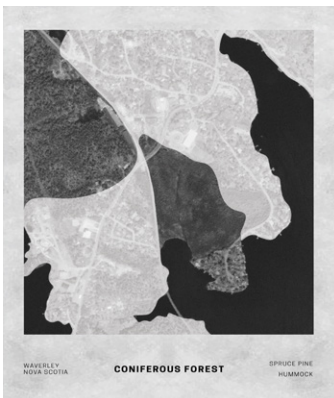 WAVERLEY
NOVA SCOTIA
CONIFEROUS FOREST
SPRUCE PINE
HUMMOCK